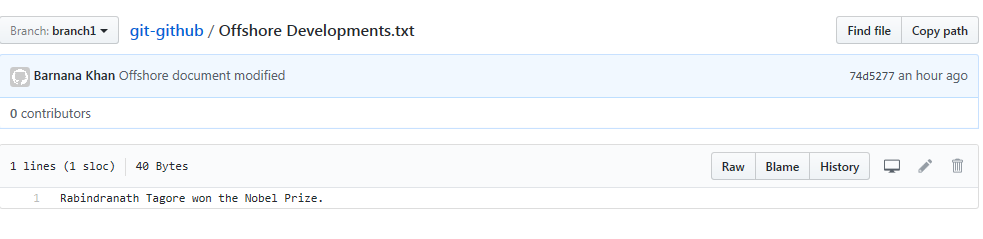 Branch: branch1 git-github / Offshore Developments.txt Find file Copy path
Barnana Khan Offshore document modified 74d5277 an hour ago
0 contributors
1 lines (1 sloc) 40 Bytes Raw Blame History
1 Rabindranath Tagore won the Nobel Prize.